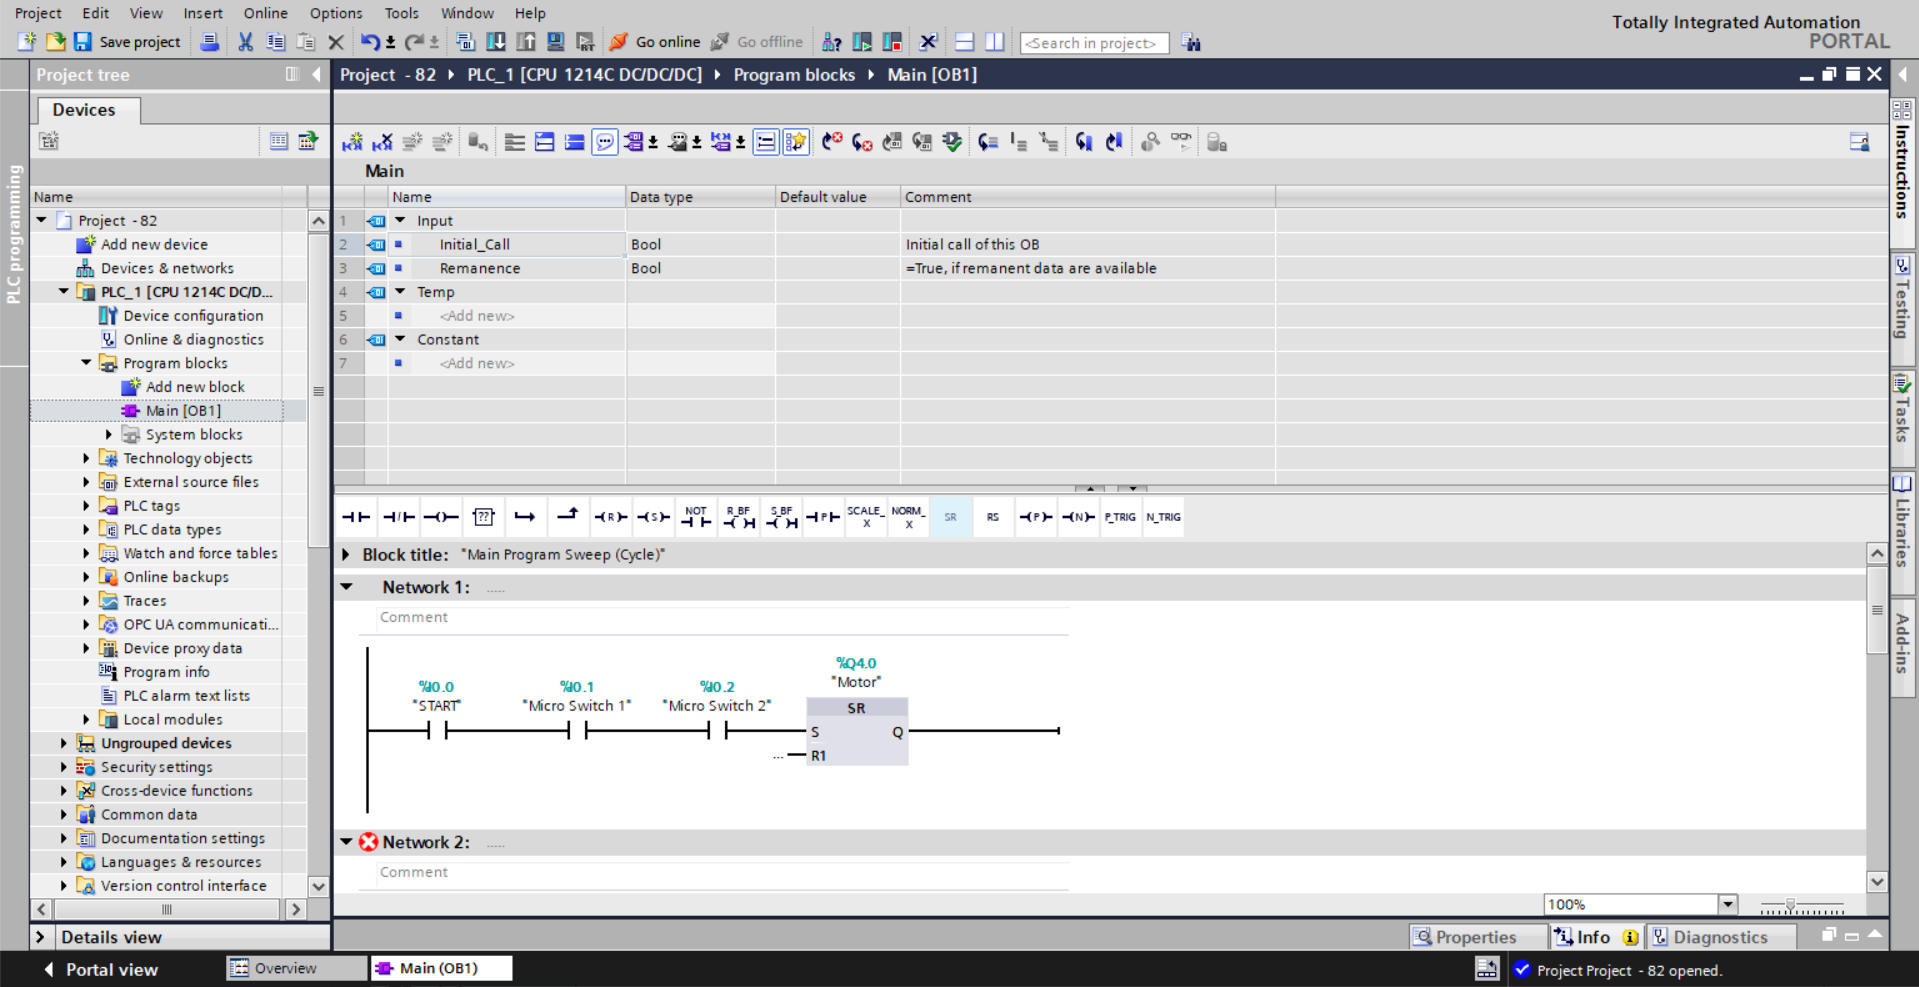 Project Edit View Insert Online Options Tools Window Help
Totally Integrated Automation
PORTAL
Save project
Go online
Go offline
<Search in project>
Project tree
Project - 82 PLC_1 [CPU 1214C DC/DC/DC] Program blocks Main [OB1]
Devices
PLC programming
Name
Project - 82
Add new device
Devices & networks
PLC_1 [CPU 1214C DC/D...
Device configuration
Online & diagnostics
Program blocks
Add new block
Main [OB1]
System blocks
Technology objects
External source files
PLC tags
PLC data types
Watch and force tables
Online backups
Traces
OPC UA communicati...
Device proxy data
Program info
PLC alarm text lists
Local modules
Ungrouped devices
Security settings
Cross-device functions
Common data
Documentation settings
Languages & resources
Version control interface
Details view
Main
Name Data type Default value Comment
1 Input
2 Initial_Call Bool Initial call of this OB
3 Remanence Bool =True, if remanent data are available
4 Temp
5 <Add new>
6 Constant
7 <Add new>
?? R S NOT R_BF S_BF P SCALE_X NORM_X SR RS P N P_TRIG N_TRIG
Block title: "Main Program Sweep (Cycle)"
Network 1: .....
Comment
%I0.0
"START"
%I0.1
"Micro Switch 1"
%I0.2
"Micro Switch 2"
%Q4.0
"Motor"
SR
S Q
... R1
Network 2: .....
Comment
100%
Properties Info Diagnostics
Instructions
Testing
Tasks
Libraries
Add-ins
Portal view Overview Main (OB1) Project Project - 82 opened.